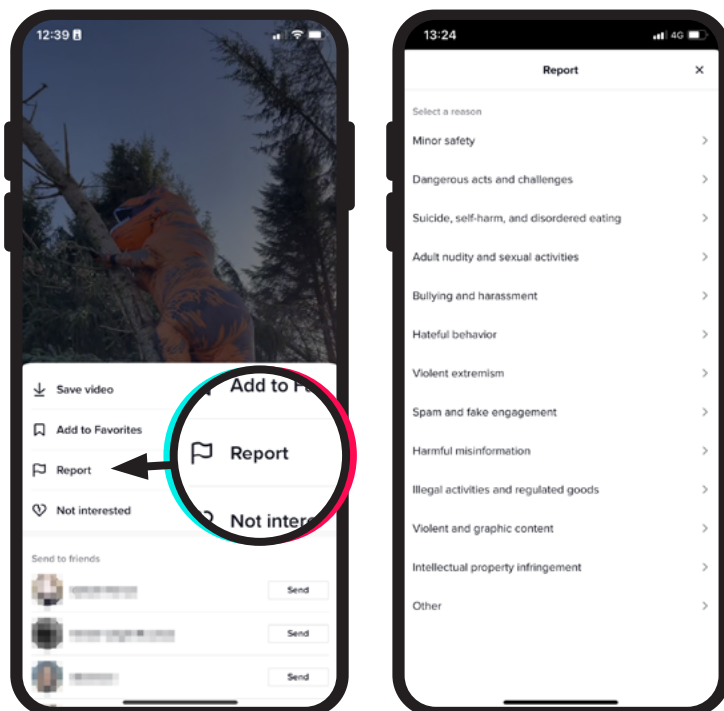 12:39
Save video
Add to Favorites
Report
Not interested
Add to Fa
Report
Not inter
Send to friends
Send
Send
Send
13:24
4G
Report
Select a reason
Minor safety
Dangerous acts and challenges
Suicide, self-harm, and disordered eating
Adult nudity and sexual activities
Bullying and harassment
Hateful behavior
Violent extremism
Spam and fake engagement
Harmful misinformation
Illegal activities and regulated goods
Violent and graphic content
Intellectual property infringement
Other